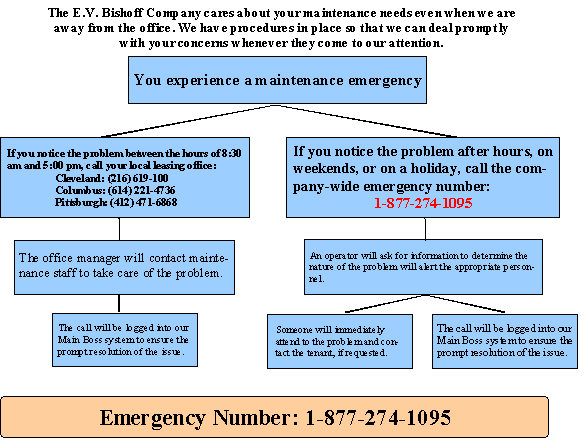 The E.V. Bishoff Company cares about your maintenance needs even when we are
away from the office. We have procedures in place so that we can deal promptly
with your concerns whenever they come to our attention.
You experience a maintenance emergency
If you notice the problem between the hours of 8:30
am and 5:00 pm, call your local leasing office:
Cleveland: (216) 619-100
Columbus: (614) 221-4736
Pittsburgh: (412) 471-6868
If you notice the problem after hours, on
weekends, or on a holiday, call the com-
pany-wide emergency number:
1-877-274-1095
The office manager will contact mainte-
nance staff to take care of the problem.
An operator will ask for information to determine the
nature of the problem will alert the appropriate person-
nel.
The call will be logged into our
Main Boss system to ensure the
prompt resolution of the issue.
Someone will immediately
attend to the problem and con-
tact the tenant, if requested.
The call will be logged into our
Main Boss system to ensure the
prompt resolution of the issue.
Emergency Number: 1-877-274-1095